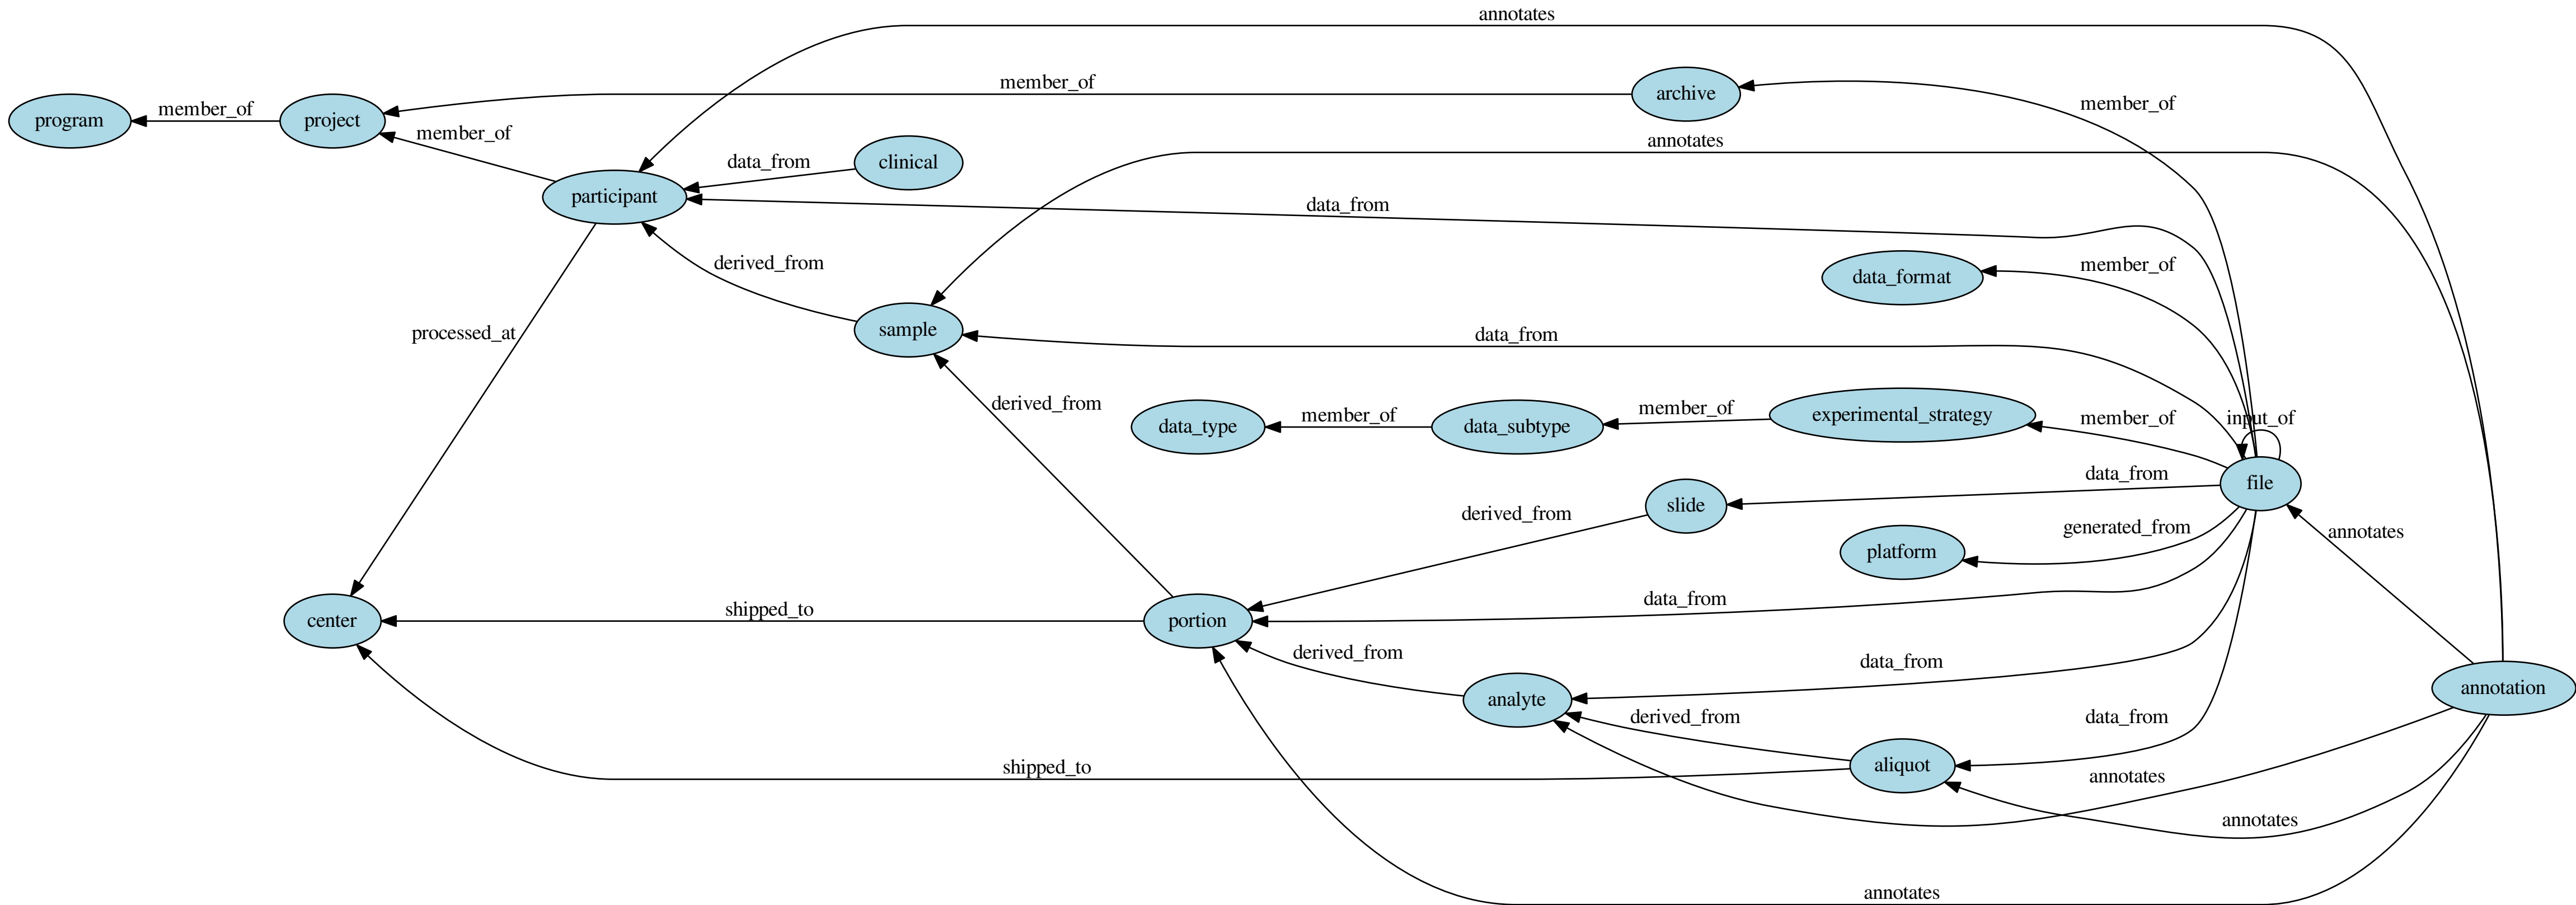 annotates
member_of
archive
member_of
program
member_of
project
member_of
annotates
clinical
data_from
participant
data_from
derived_from
member_of
data_format
sample
data_from
processed_at
derived_from
data_type
member_of
data_subtype
member_of
experimental_strategy
member_of
input_of
file
data_from
slide
derived_from
generated_from
platform
annotates
data_from
center
shipped_to
portion
derived_from
data_from
analyte
annotation
derived_from
data_from
aliquot
shipped_to
annotates
annotates
annotates